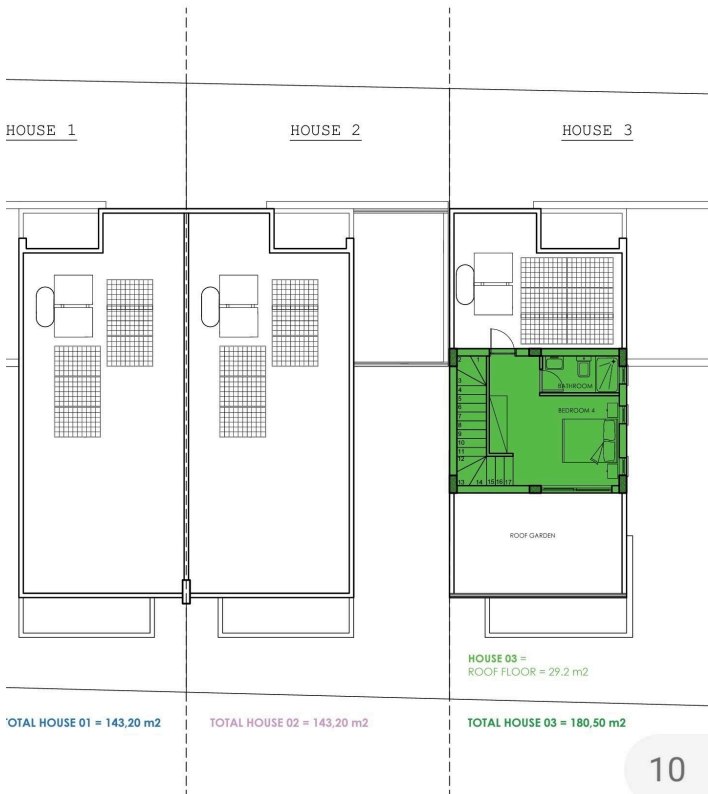 HOUSE 1
HOUSE 2
HOUSE 3
1
3
4
5
6
7
8
9
10
11
12
13
14
15 16 17
BATHROOM
BEDROOM 4
ROOF GARDEN
HOUSE 03 =
ROOF FLOOR = 29.2 m2
OTAL HOUSE 01 = 143,20 m2
TOTAL HOUSE 02 = 143,20 m2
TOTAL HOUSE 03 = 180,50 m2
10